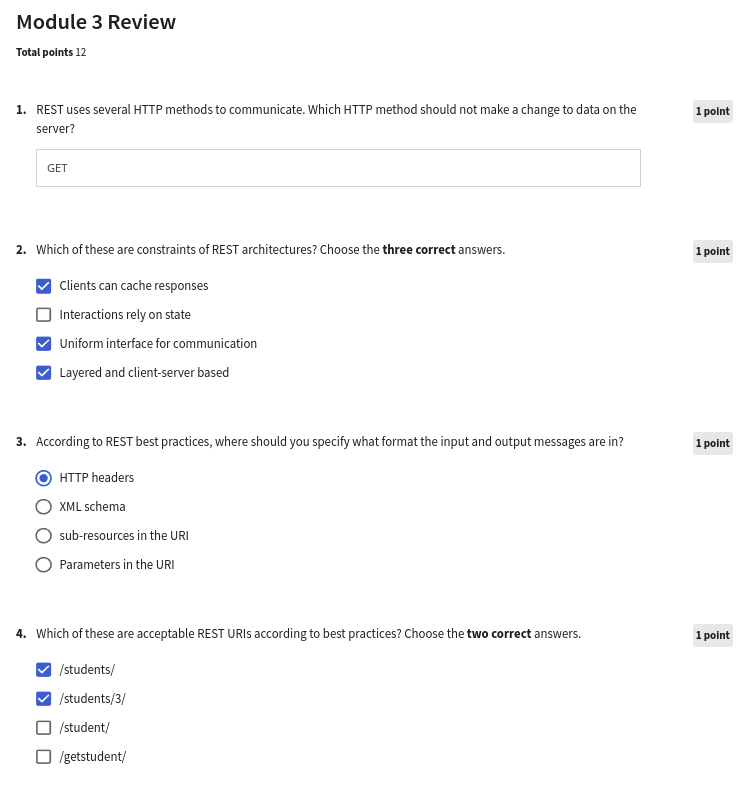 Module 3 Review
Total points 12
1. REST uses several HTTP methods to communicate. Which HTTP method should not make a change to data on the
server?
1 point
GET
2. Which of these are constraints of REST architectures? Choose the three correct answers.
1 point
Clients can cache responses
Interactions rely on state
Uniform interface for communication
Layered and client-server based
3. According to REST best practices, where should you specify what format the input and output messages are in?
1 point
HTTP headers
XML schema
sub-resources in the URI
Parameters in the URI
4. Which of these are acceptable REST URIs according to best practices? Choose the two correct answers.
1 point
/students/
/students/3/
/student/
/getstudent/